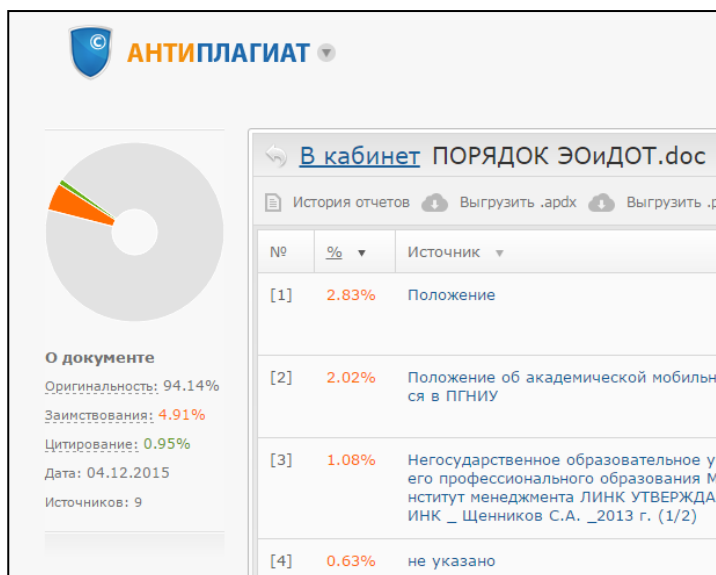 © АНТИПЛАГИАТ
В кабинет ПОРЯДОК ЭОиДОТ.doc
История отчетов Выгрузить .apdx Выгрузить .p
№ % Источник
[1] 2.83% Положение
[2] 2.02% Положение об академической мобильн
ся в ПГНИУ
[3] 1.08% Негосударственное образовательное у
его профессионального образования М
нститут менеджмента ЛИНК УТВЕРЖДА
ИНК _ Щенников С.А. _2013 г. (1/2)
[4] 0.63% не указано
О документе
Оригинальность: 94.14%
Заимствования: 4.91%
Цитирование: 0.95%
Дата: 04.12.2015
Источников: 9